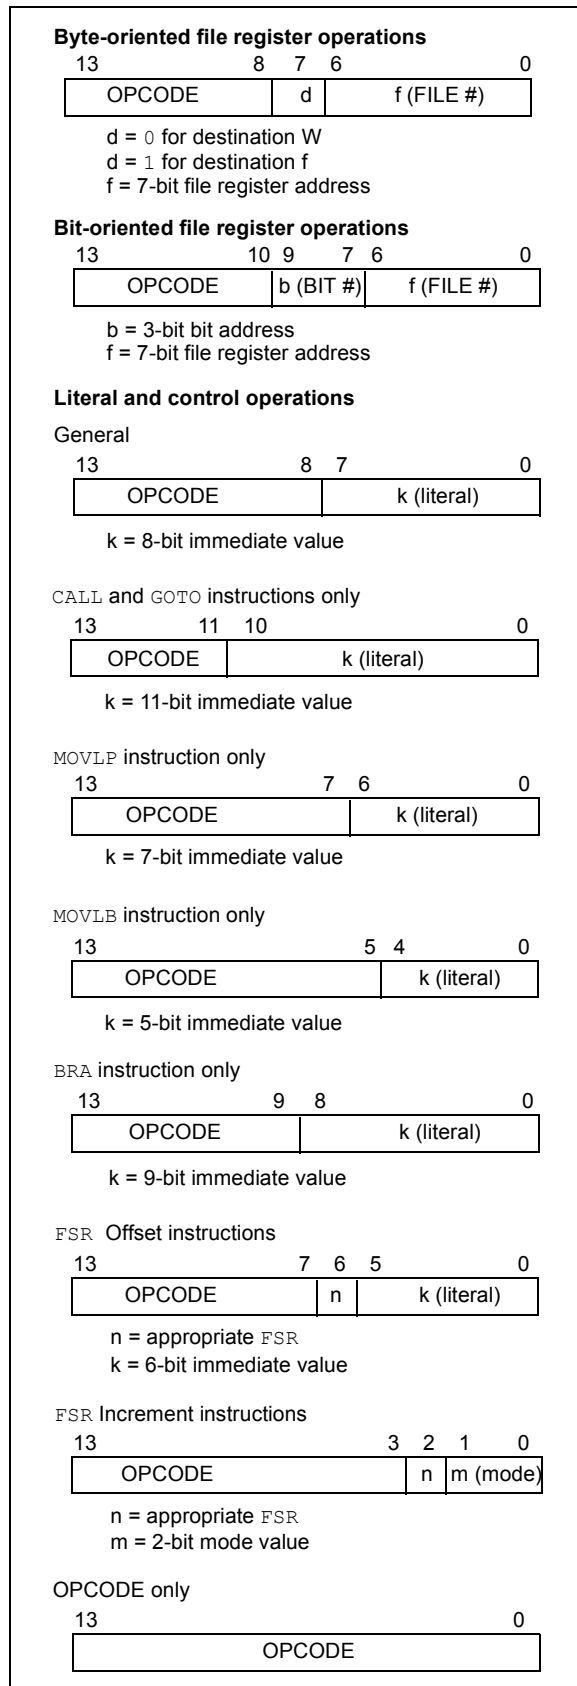 Byte-oriented file register operations
13 8 7 6 0
OPCODE d f (FILE #)
d = 0 for destination W
d = 1 for destination f
f = 7-bit file register address
Bit-oriented file register operations
13 10 9 7 6 0
OPCODE b (BIT #) f (FILE #)
b = 3-bit bit address
f = 7-bit file register address
Literal and control operations
General
13 8 7 0
OPCODE k (literal)
k = 8-bit immediate value
CALL and GOTO instructions only
13 11 10 0
OPCODE k (literal)
k = 11-bit immediate value
MOVLP instruction only
13 7 6 0
OPCODE k (literal)
k = 7-bit immediate value
MOVLB instruction only
13 5 4 0
OPCODE k (literal)
k = 5-bit immediate value
BRA instruction only
13 9 8 0
OPCODE k (literal)
k = 9-bit immediate value
FSR Offset instructions
13 7 6 5 0
OPCODE n k (literal)
n = appropriate FSR
k = 6-bit immediate value
FSR Increment instructions
13 3 2 1 0
OPCODE n m (mode)
n = appropriate FSR
m = 2-bit mode value
OPCODE only
13 0
OPCODE